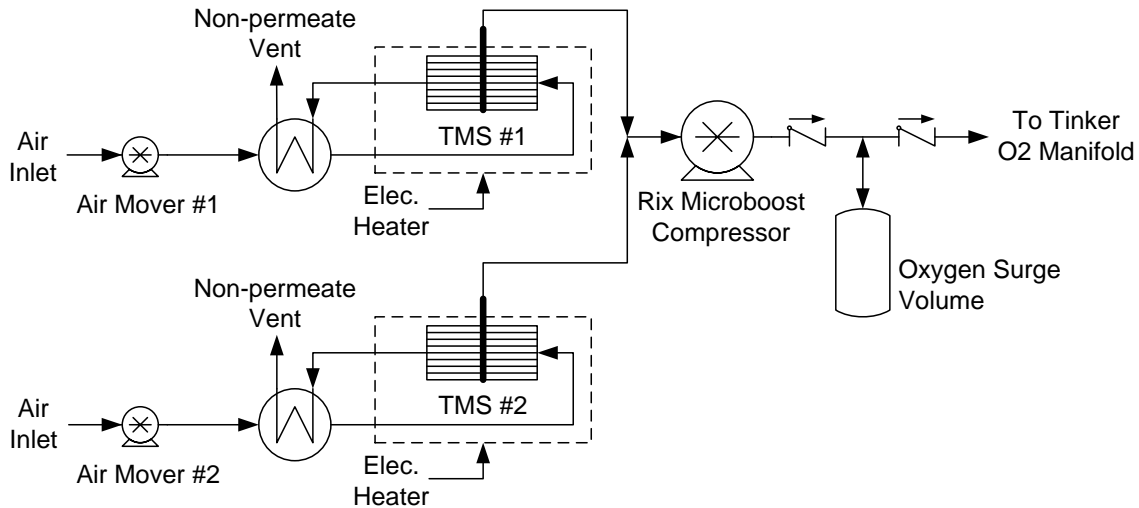 Non-permeate
Vent
TMS #1
Air
Inlet
Air Mover #1
Elec.
Heater
Rix Microboost
Compressor
To Tinker
O2 Manifold
Oxygen Surge
Volume
Non-permeate
Vent
TMS #2
Air
Inlet
Air Mover #2
Elec.
Heater